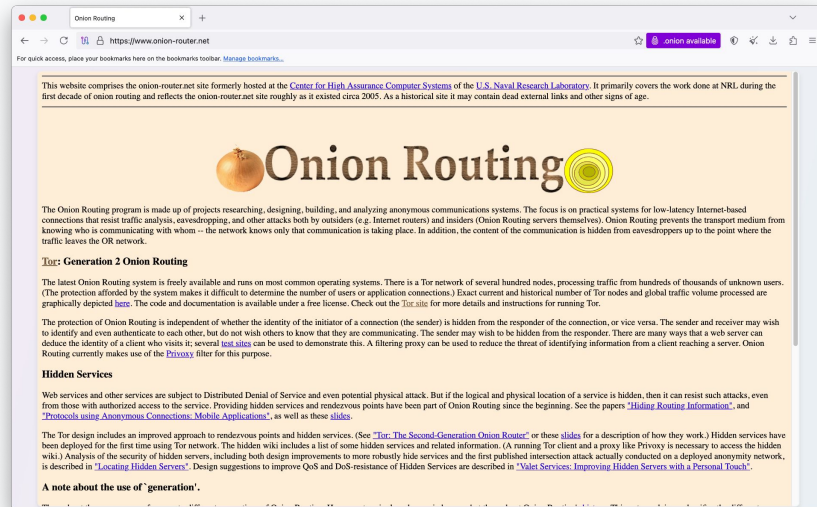 Onion Routing
https://www.onion-router.net
.onion available
For quick access, place your bookmarks here on the bookmarks toolbar. Manage bookmarks...
This website comprises the onion-router.net site formerly hosted at the Center for High Assurance Computer Systems of the U.S. Naval Research Laboratory. It primarily covers the work done at NRL during the
first decade of onion routing and reflects the onion-router.net site roughly as it existed circa 2005. As a historical site it may contain dead external links and other signs of age.
Onion Routing
The Onion Routing program is made up of projects researching, designing, building, and analyzing anonymous communications systems. The focus is on practical systems for low-latency Internet-based
connections that resist traffic analysis, eavesdropping, and other attacks both by outsiders (e.g. Internet routers) and insiders (Onion Routing servers themselves). Onion Routing prevents the transport medium from
knowing who is communicating with whom -- the network knows only that communication is taking place. In addition, the content of the communication is hidden from eavesdroppers up to the point where the
traffic leaves the OR network.
Tor: Generation 2 Onion Routing
The latest Onion Routing system is freely available and runs on most common operating systems. There is a Tor network of several hundred nodes, processing traffic from hundreds of thousands of unknown users.
(The protection afforded by the system makes it difficult to determine the number of users or application connections.) Exact current and historical number of Tor nodes and global traffic volume processed are
graphically depicted here. The code and documentation is available under a free license. Check out the Tor site for more details and instructions for running Tor.
The protection of Onion Routing is independent of whether the identity of the initiator of a connection (the sender) is hidden from the responder of the connection, or vice versa. The sender and receiver may wish
to identify and even authenticate to each other, but do not wish others to know that they are communicating. The sender may wish to be hidden from the responder. There are many ways that a web server can
deduce the identity of a client who visits it; several test sites can be used to demonstrate this. A filtering proxy can be used to reduce the threat of identifying information from a client reaching a server. Onion
Routing currently makes use of the Privoxy filter for this purpose.
Hidden Services
Web services and other services are subject to Distributed Denial of Service and even potential physical attack. But if the logical and physical location of a service is hidden, then it can resist such attacks, even
from those with authorized access to the service. Providing hidden services and rendezvous points have been part of Onion Routing since the beginning. See the papers "Hiding Routing Information", and
"Protocols using Anonymous Connections: Mobile Applications", as well as these slides.
The Tor design includes an improved approach to rendezvous points and hidden services. (See "Tor: The Second-Generation Onion Router" or these slides for a description of how they work.) Hidden services have
been deployed for the first time using Tor network. The hidden wiki includes a list of some hidden services and related information. (A running Tor client and a proxy like Privoxy is necessary to access the hidden
wiki.) Analysis of the security of hidden servers, including both design improvements to more robustly hide services and the first published intersection attack actually conducted on a deployed anonymity network,
is described in "Locating Hidden Servers". Design suggestions to improve QoS and DoS-resistance of Hidden Services are described in "Valet Services: Improving Hidden Servers with a Personal Touch".
A note about the use of `generation'.